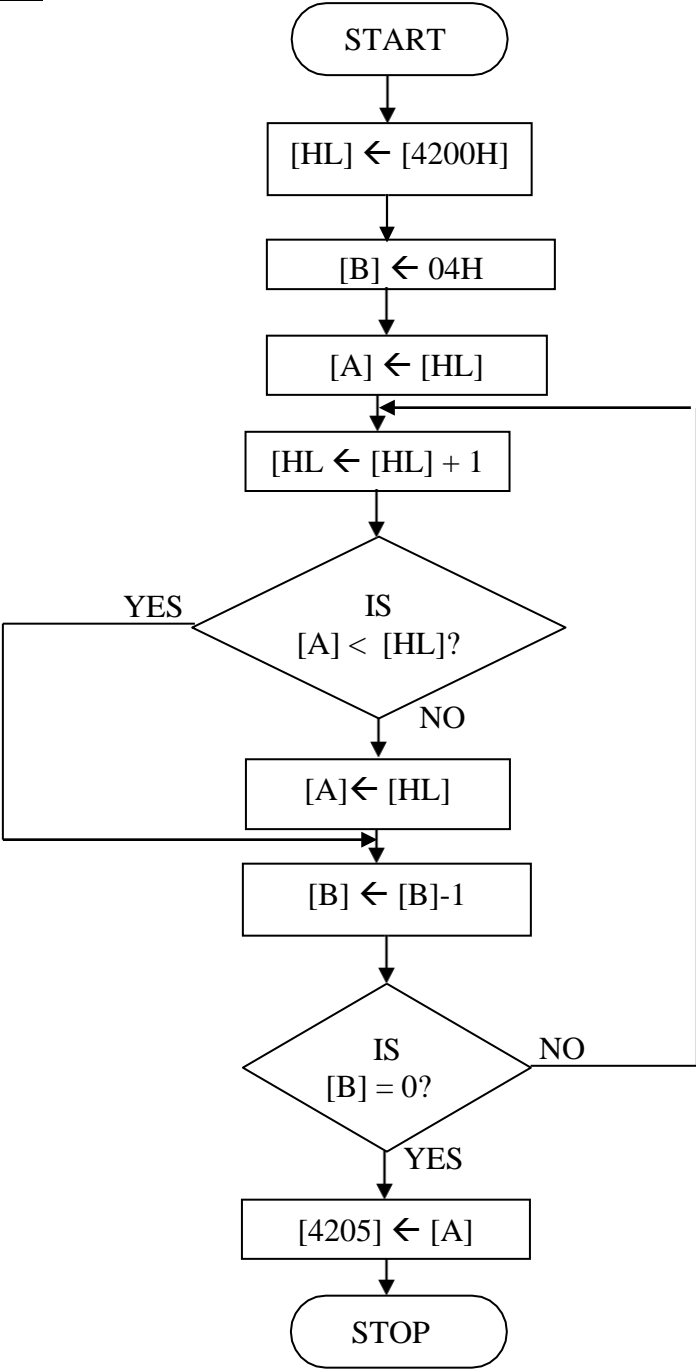 START
[HL] ← [4200H]
[B] ← 04H
[A] ← [HL]
[HL ← [HL] + 1
YES
IS
[A] < [HL]?
NO
[A]← [HL]
[B] ← [B]-1
IS
[B] = 0?
NO
YES
[4205] ← [A]
STOP